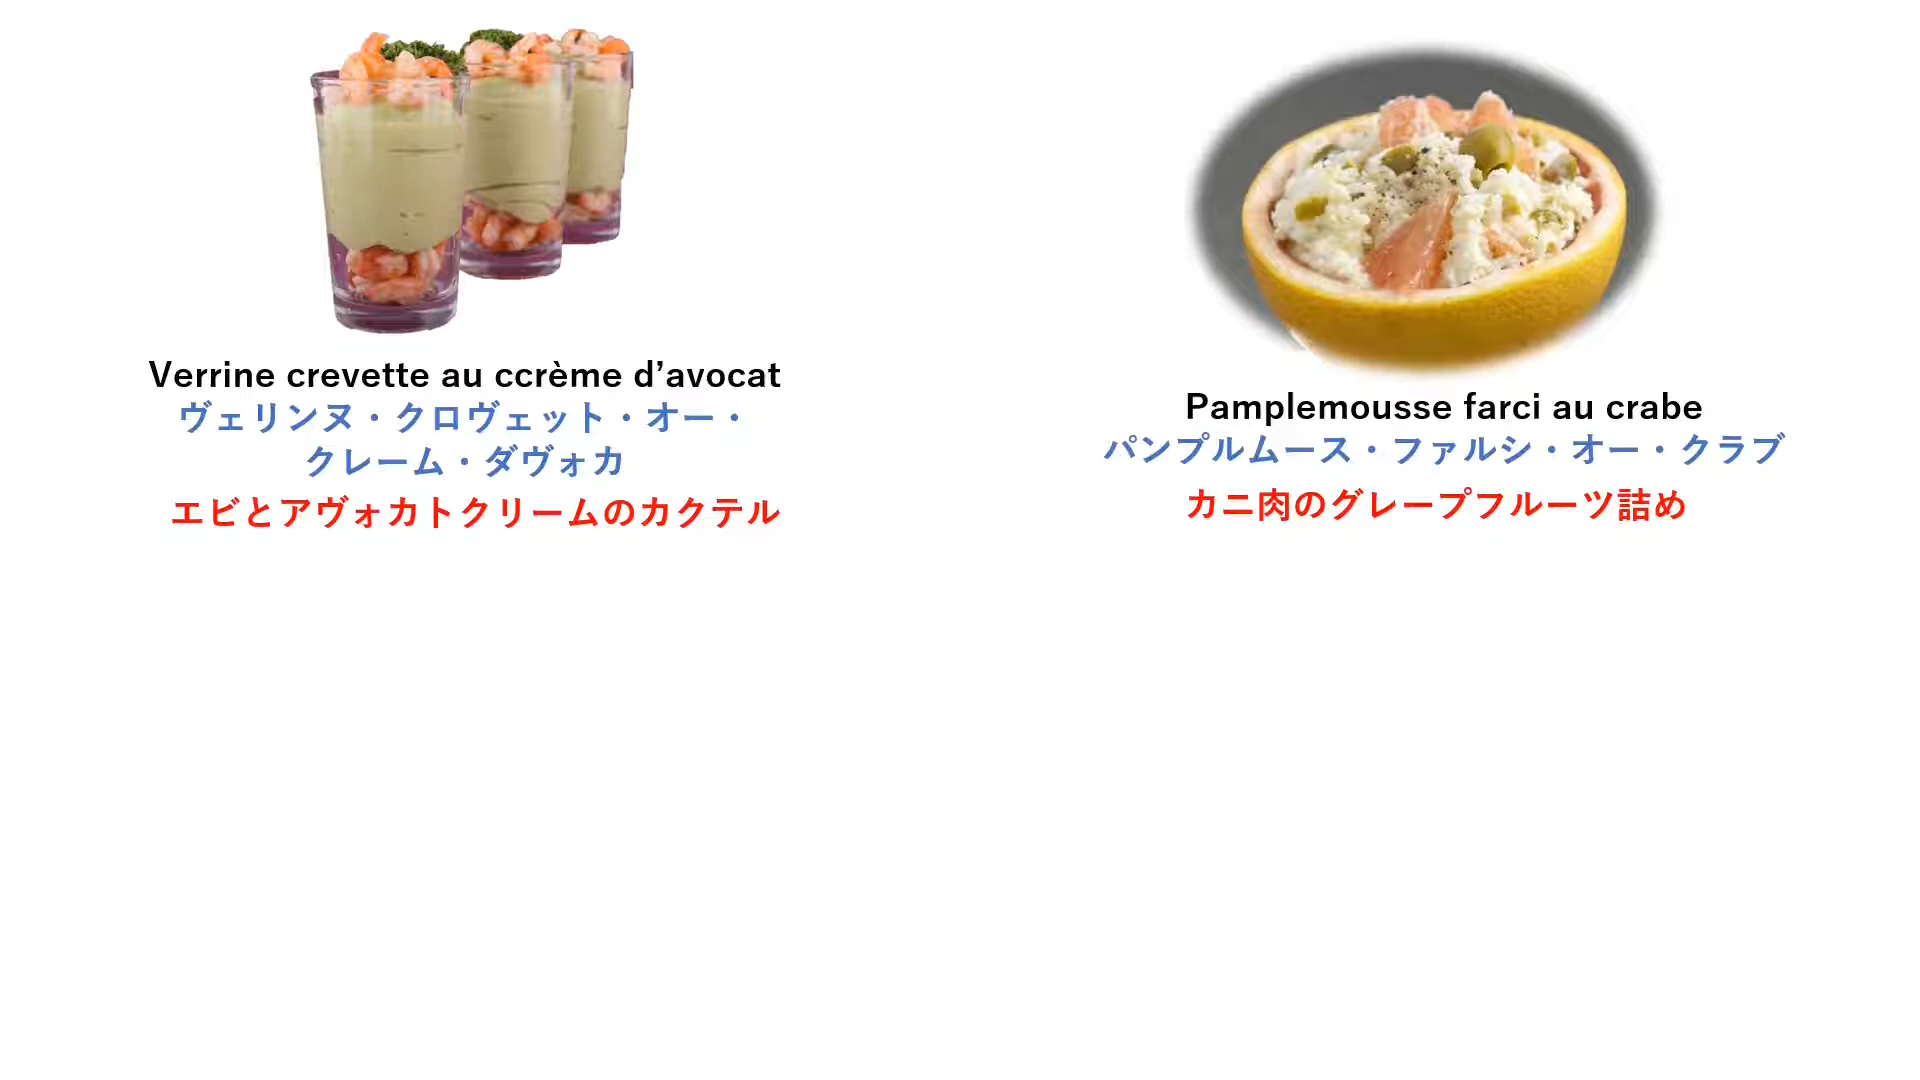 Verrine crevette au ccrème d’avocat
ヴェリンヌ・クロヴェット・オー・
クレーム・ダヴォカ
エビとアヴォカトクリームのカクテル
Pamplemousse farci au crabe
パンプルムース・ファルシ・オー・クラブ
カニ肉のグレープフルーツ詰め